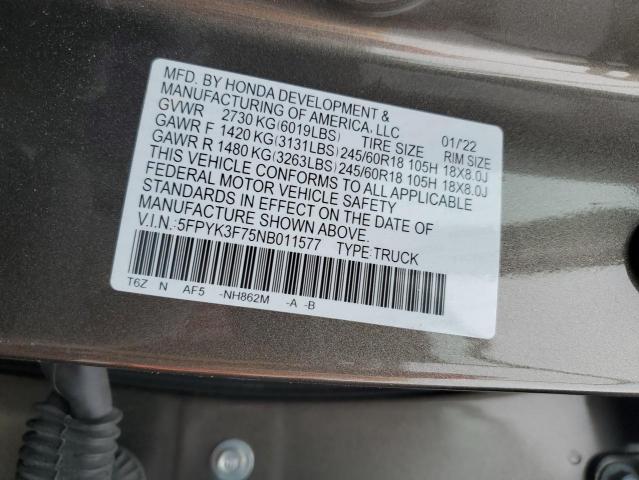 MFD. BY HONDA DEVELOPMENT &
MANUFACTURING OF AMERICA, LLC 01/'22
GVWR 2730 KG(6019LBS) TIRE SIZE RIM SIZE
GAWR F 1420 KG(3131LBS) 245/60R18 105H 18X8.0J
GAWR R 1480 KG(3263LBS) 245/60R18 105H 18X8.0J
THIS VEHICLE CONFORMS TO ALL APPLICABLE
FEDERAL MOTOR VEHICLE SAFETY
STANDARDS IN EFFECT ON THE DATE OF
MANUFACTURE SHOWN ABOVE.
V.I.N.:5FPYK3F75NB011577 TYPE:TRUCK
T6Z N AF5 -NH862M -A -B